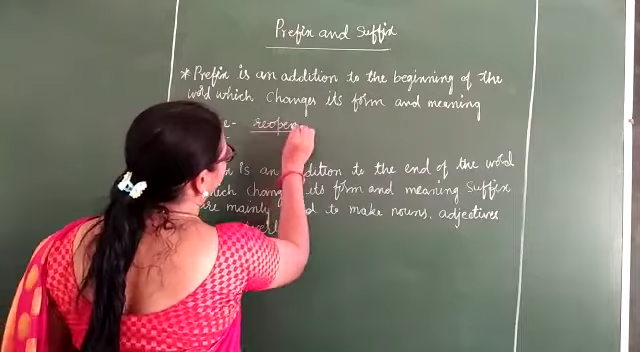 Prefix and Suffix
* Prefix is an addition to the beginning of the
word which changes its form and meaning
reopen
is an addition to the end of the word
which changes its form and meaning Suffix
are mainly to make nouns, adjectives